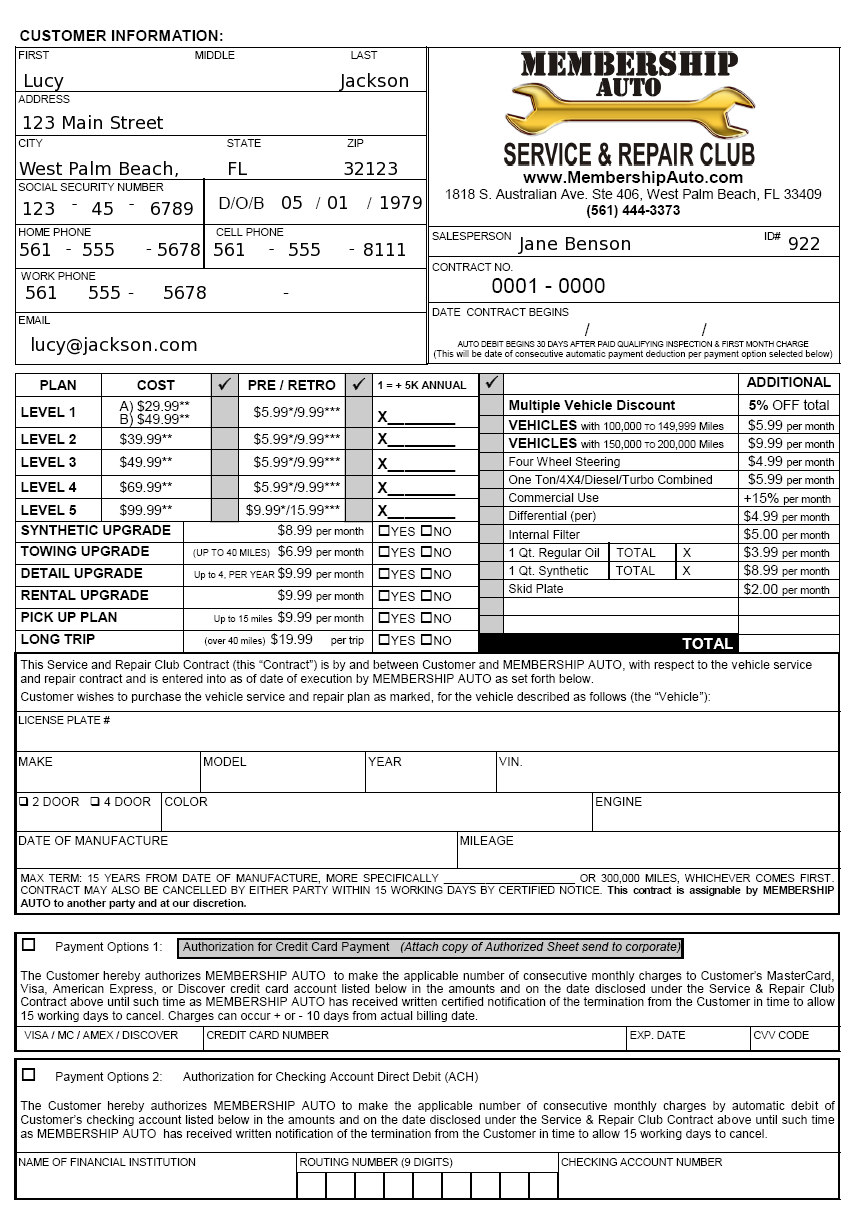 CUSTOMER INFORMATION:
FIRST MIDDLE LAST
Lucy Jackson
ADDRESS
123 Main Street
CITY STATE ZIP
West Palm Beach, FL 32123
SOCIAL SECURITY NUMBER
123 - 45 - 6789 D/O/B 05 / 01 / 1979
HOME PHONE CELL PHONE
561 - 555 - 5678 561 - 555 - 8111
WORK PHONE
561 555 - 5678 -
EMAIL
lucy@jackson.com
MEMBERSHIP
AUTO
SERVICE & REPAIR CLUB
www.MembershipAuto.com
1818 S. Australian Ave. Ste 406, West Palm Beach, FL 33409
(561) 444-3373
SALESPERSON Jane Benson ID# 922
CONTRACT NO.
0001 - 0000
DATE CONTRACT BEGINS
/ /
AUTO DEBIT BEGINS 30 DAYS AFTER PAID QUALIFYING INSPECTION & FIRST MONTH CHARGE
(This will be date of consecutive automatic payment deduction per payment option selected below)
PLAN COST ✓ PRE / RETRO ✓ 1 = + 5K ANNUAL
LEVEL 1 A) $29.99** B) $49.99** $5.99*/9.99*** X________
LEVEL 2 $39.99** $5.99*/9.99*** X________
LEVEL 3 $49.99** $5.99*/9.99*** X________
LEVEL 4 $69.99** $5.99*/9.99*** X________
LEVEL 5 $99.99** $9.99*/15.99*** X________
SYNTHETIC UPGRADE $8.99 per month ☐YES ☐NO
TOWING UPGRADE (UP TO 40 MILES) $6.99 per month ☐YES ☐NO
DETAIL UPGRADE Up to 4, PER YEAR $9.99 per month ☐YES ☐NO
RENTAL UPGRADE $9.99 per month ☐YES ☐NO
PICK UP PLAN Up to 15 miles $9.99 per month ☐YES ☐NO
LONG TRIP (over 40 miles) $19.99 per trip ☐YES ☐NO
✓ ADDITIONAL
Multiple Vehicle Discount 5% OFF total
VEHICLES with 100,000 TO 149,999 Miles $5.99 per month
VEHICLES with 150,000 TO 200,000 Miles $9.99 per month
Four Wheel Steering $4.99 per month
One Ton/4X4/Diesel/Turbo Combined $5.99 per month
Commercial Use +15% per month
Differential (per) $4.99 per month
Internal Filter $5.00 per month
1 Qt. Regular Oil TOTAL X $3.99 per month
1 Qt. Synthetic TOTAL X $8.99 per month
Skid Plate $2.00 per month
TOTAL
This Service and Repair Club Contract (this “Contract”) is by and between Customer and MEMBERSHIP AUTO, with respect to the vehicle service
and repair contract and is entered into as of date of execution by MEMBERSHIP AUTO as set forth below.
Customer wishes to purchase the vehicle service and repair plan as marked, for the vehicle described as follows (the “Vehicle”):
LICENSE PLATE #
MAKE MODEL YEAR VIN.
❑ 2 DOOR ❑ 4 DOOR COLOR ENGINE
DATE OF MANUFACTURE MILEAGE
MAX TERM: 15 YEARS FROM DATE OF MANUFACTURE, MORE SPECIFICALLY ____________________ OR 300,000 MILES, WHICHEVER COMES FIRST.
CONTRACT MAY ALSO BE CANCELLED BY EITHER PARTY WITHIN 15 WORKING DAYS BY CERTIFIED NOTICE. This contract is assignable by MEMBERSHIP
AUTO to another party and at our discretion.
☐ Payment Options 1: Authorization for Credit Card Payment (Attach copy of Authorized Sheet send to corporate)
The Customer hereby authorizes MEMBERSHIP AUTO to make the applicable number of consecutive monthly charges to Customer’s MasterCard,
Visa, American Express, or Discover credit card account listed below in the amounts and on the date disclosed under the Service & Repair Club
Contract above until such time as MEMBERSHIP AUTO has received written certified notification of the termination from the Customer in time to allow
15 working days to cancel. Charges can occur + or - 10 days from actual billing date.
VISA / MC / AMEX / DISCOVER CREDIT CARD NUMBER EXP. DATE CVV CODE
☐ Payment Options 2: Authorization for Checking Account Direct Debit (ACH)
The Customer hereby authorizes MEMBERSHIP AUTO to make the applicable number of consecutive monthly charges by automatic debit of
Customer’s checking account listed below in the amounts and on the date disclosed under the Service & Repair Club Contract above until such time
as MEMBERSHIP AUTO has received written notification of the termination from the Customer in time to allow 15 working days to cancel.
NAME OF FINANCIAL INSTITUTION ROUTING NUMBER (9 DIGITS) CHECKING ACCOUNT NUMBER